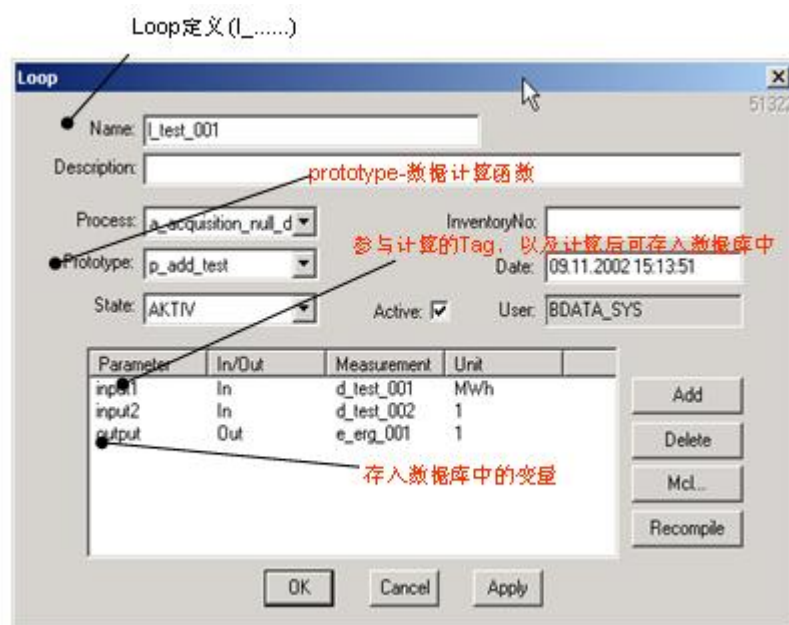 Loop定义(l_......)
Loop
51322
Name: l_test_001
Description:
prototype-数据计算函数
Process: a_acquisition_null_d
InventoryNo:
参与计算的Tag，以及计算后可存入数据库中
Prototype: p_add_test
Date: 09.11.2002 15:13:51
State: AKTIV
Active:
User: BDATA_SYS
Parameter In/Out Measurement Unit
input1 In d_test_001 MWh
input2 In d_test_002 1
output Out e_erg_001 1
Add
Delete
Mcl...
Recompile
存入数据库中的变量
OK Cancel Apply